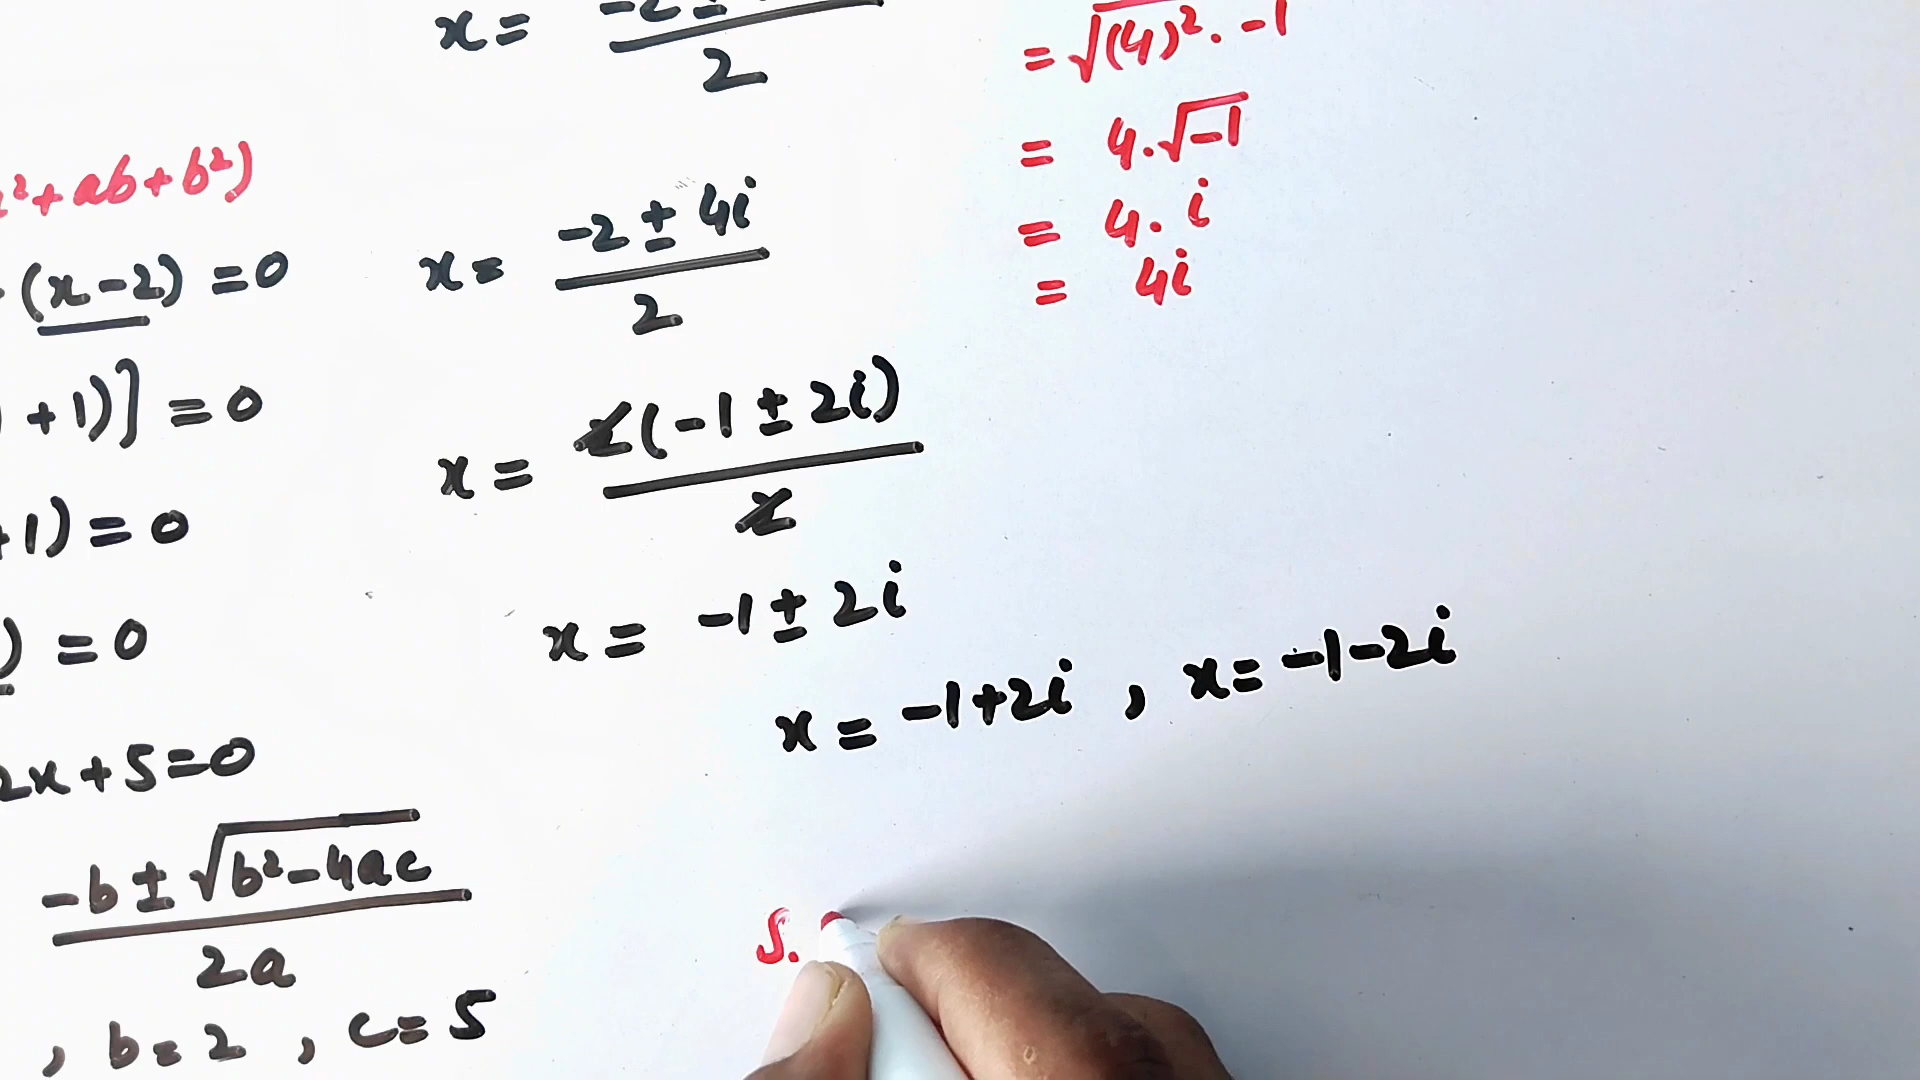 ²+ab+b²)
(x-2)=0
+1)]=0
+1)=0
)=0
2x+5=0
-b±√b²-4ac
2a
, b=2 , c=5
x= -2±
2
x= -2±4i
2
x= 2(-1±2i)
2
x= -1±2i
x=-1+2i , x=-1-2i
=√(4)².-1
= 4.√-1
= 4.i
= 4i
S.